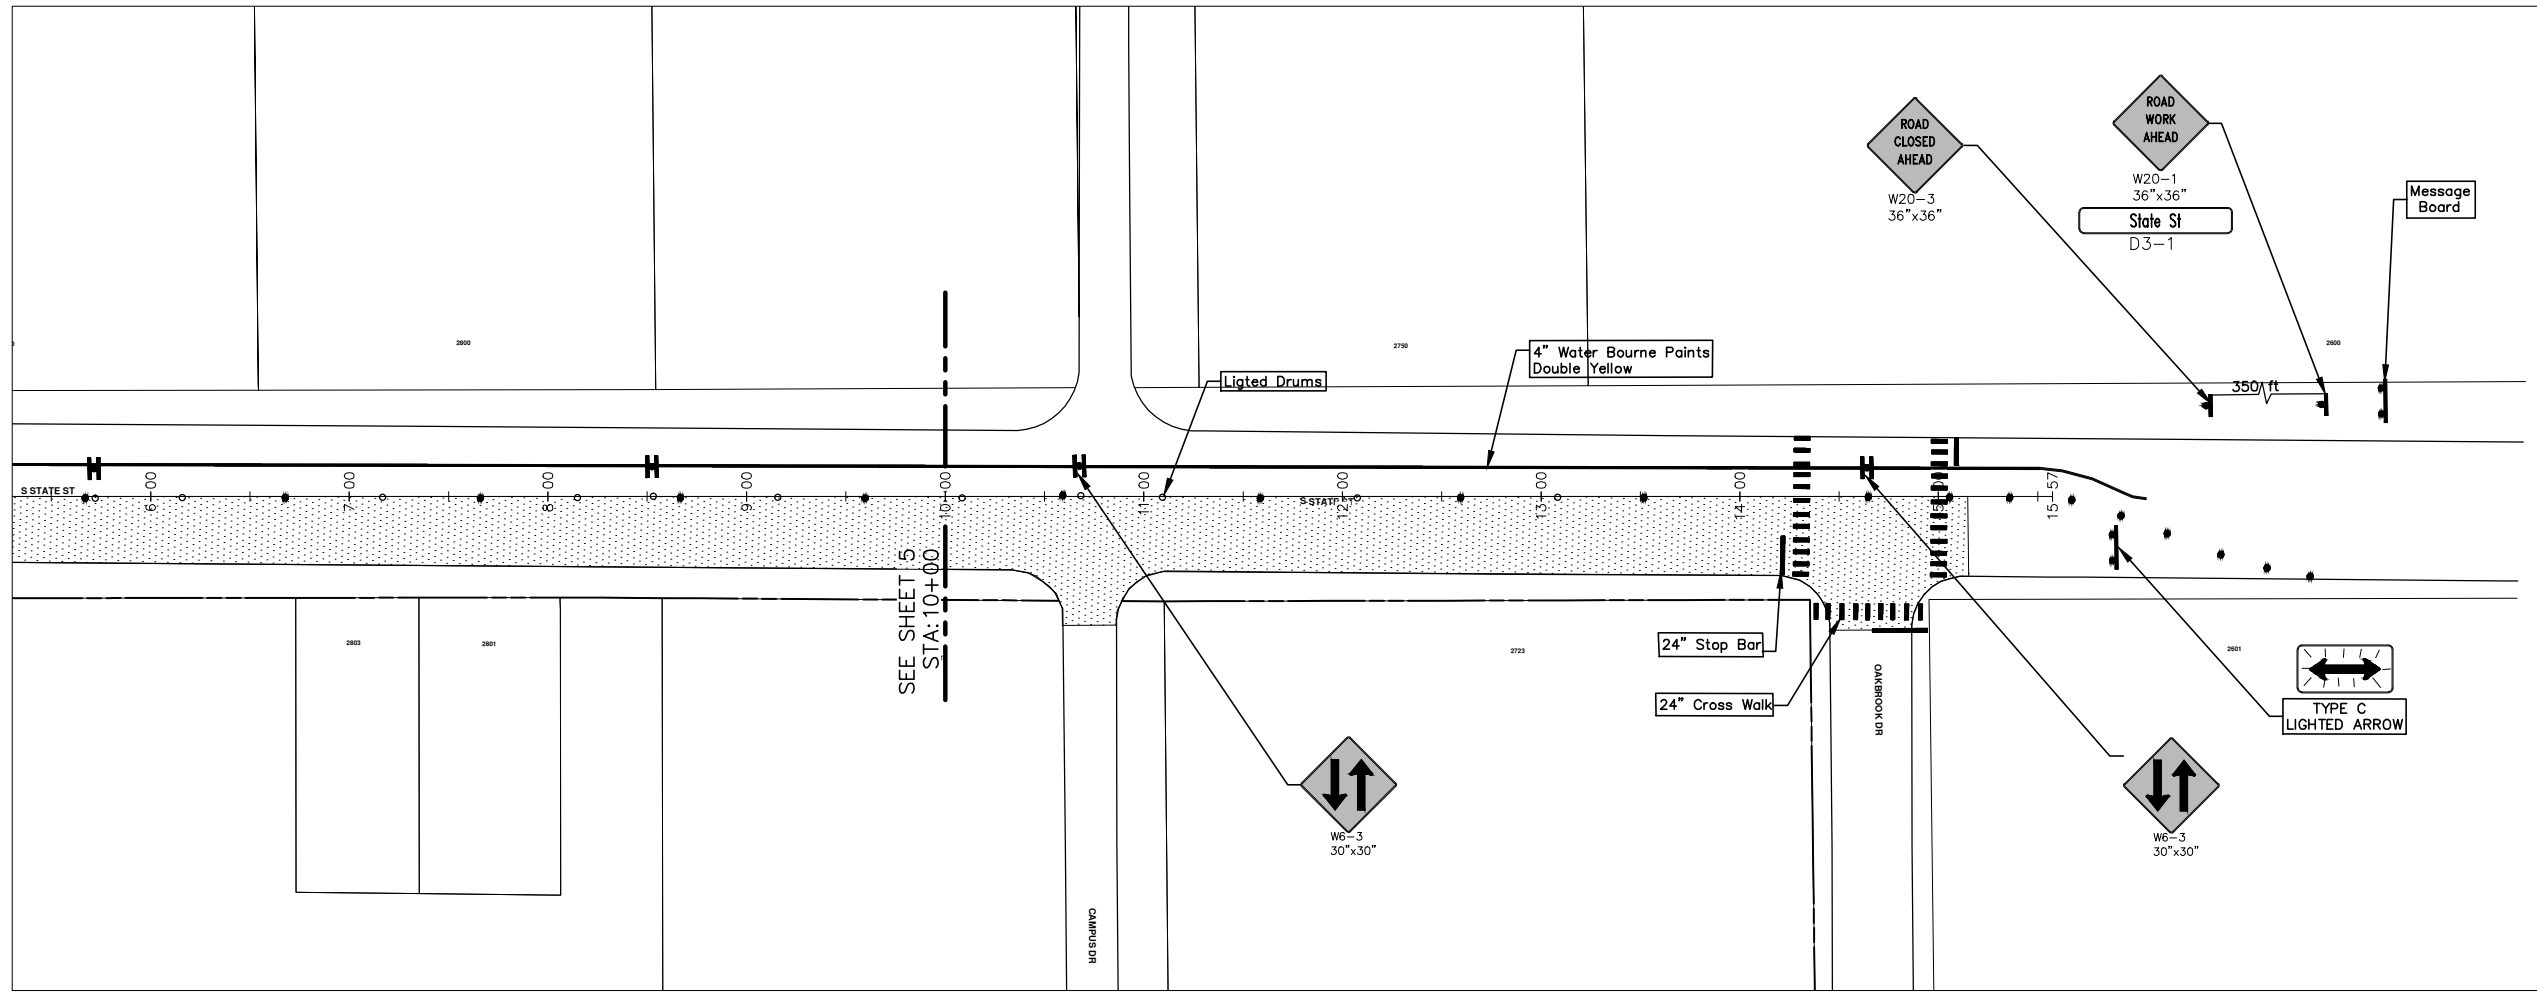 ROAD
CLOSED
AHEAD
W20-3
36"x36"
ROAD
WORK
AHEAD
W20-1
36"x36"
State St
D3-1
Message
Board
2800
2750
2600
4" Water Bourne Paints
Double Yellow
Ligted Drums
350 ft
S STATE ST
6 00
7 00
8 00
9 00
10 00
11 00
12 00
13 00
14 00
15 00
15 57
S STATE ST
SEE SHEET 5
STA: 10+00
2803
2801
2723
2601
24" Stop Bar
24" Cross Walk
OAKBROOK DR
CAMPUS DR
TYPE C
LIGHTED ARROW
W6-3
30"x30"
W6-3
30"x30"